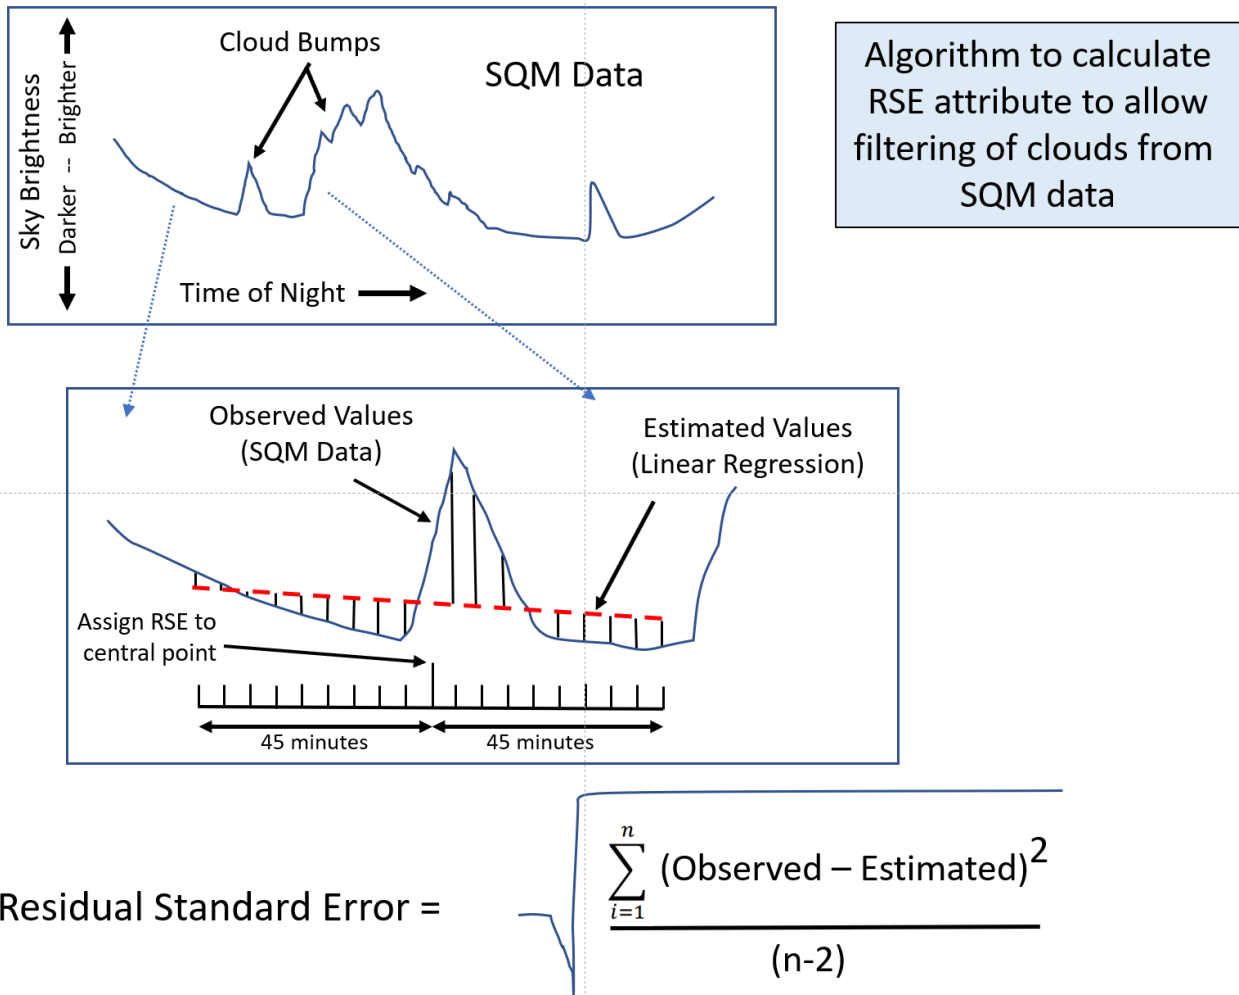 Cloud Bumps
SQM Data
Sky Brightness
Darker -- Brighter
Time of Night
Algorithm to calculate
RSE attribute to allow
filtering of clouds from
SQM data
Observed Values
(SQM Data)
Estimated Values
(Linear Regression)
Assign RSE to
central point
45 minutes
45 minutes
Residual Standard Error =
n
∑ (Observed – Estimated)²
i=1
(n-2)